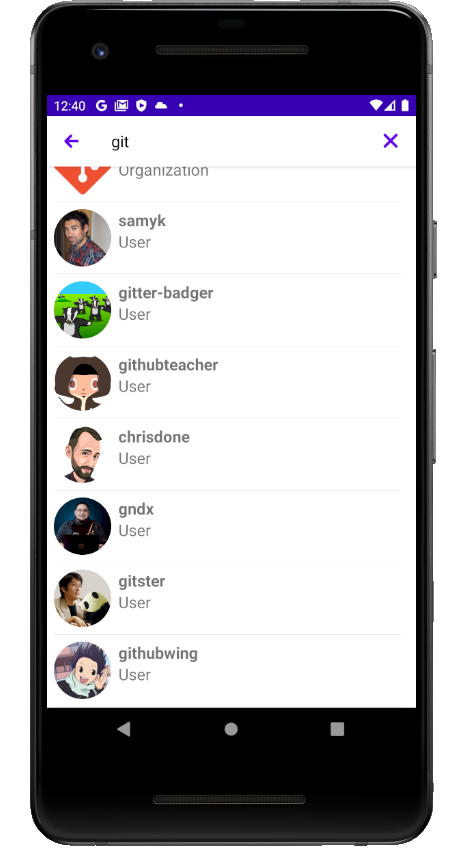 12:40
git
Organization
samyk
User
gitter-badger
User
githubteacher
User
chrisdone
User
gndx
User
gitster
User
githubwing
User